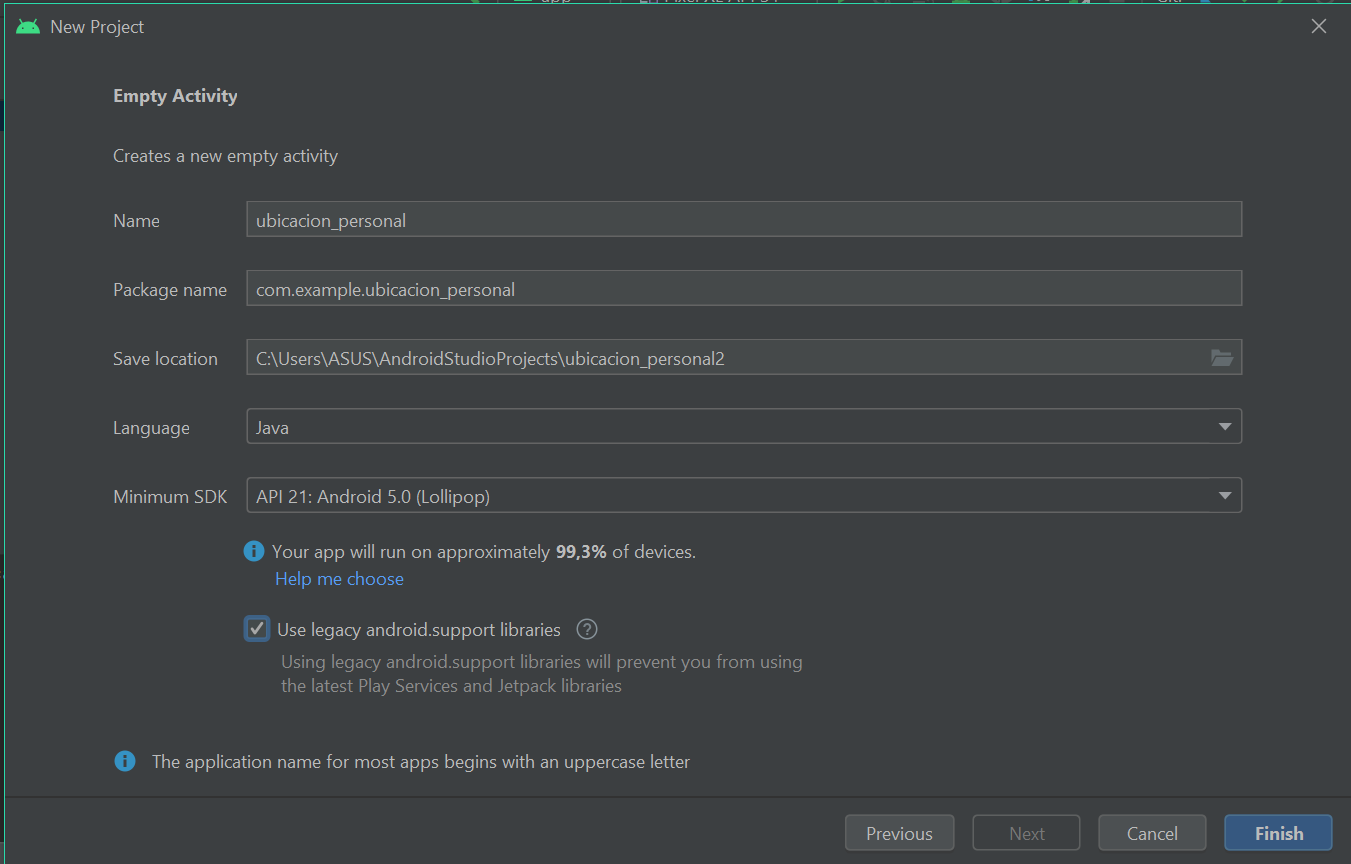 New Project
Empty Activity
Creates a new empty activity
Name ubicacion_personal
Package name com.example.ubicacion_personal
Save location C:\Users\ASUS\AndroidStudioProjects\ubicacion_personal2
Language Java
Minimum SDK API 21: Android 5.0 (Lollipop)
Your app will run on approximately 99,3% of devices.
Help me choose
Use legacy android.support libraries
Using legacy android.support libraries will prevent you from using
the latest Play Services and Jetpack libraries
The application name for most apps begins with an uppercase letter
Previous Next Cancel Finish